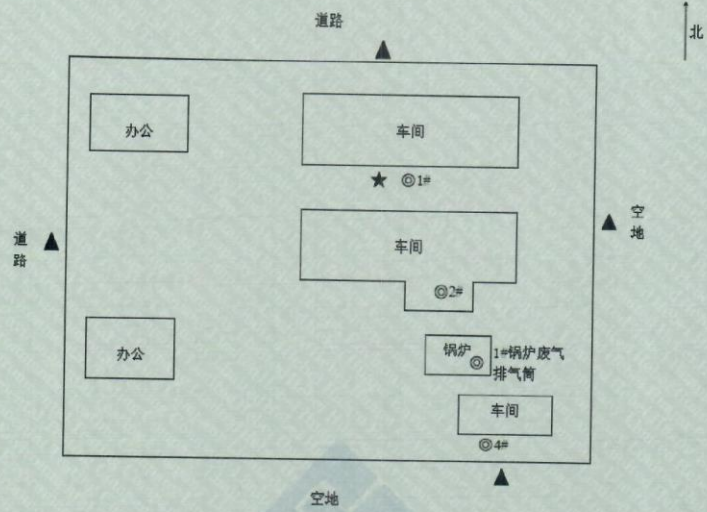 道路
北
办公
车间
★ ◎1#
空地
道路
车间
◎2#
办公
锅炉
◎
1#锅炉废气
排气筒
车间
◎4#
空地